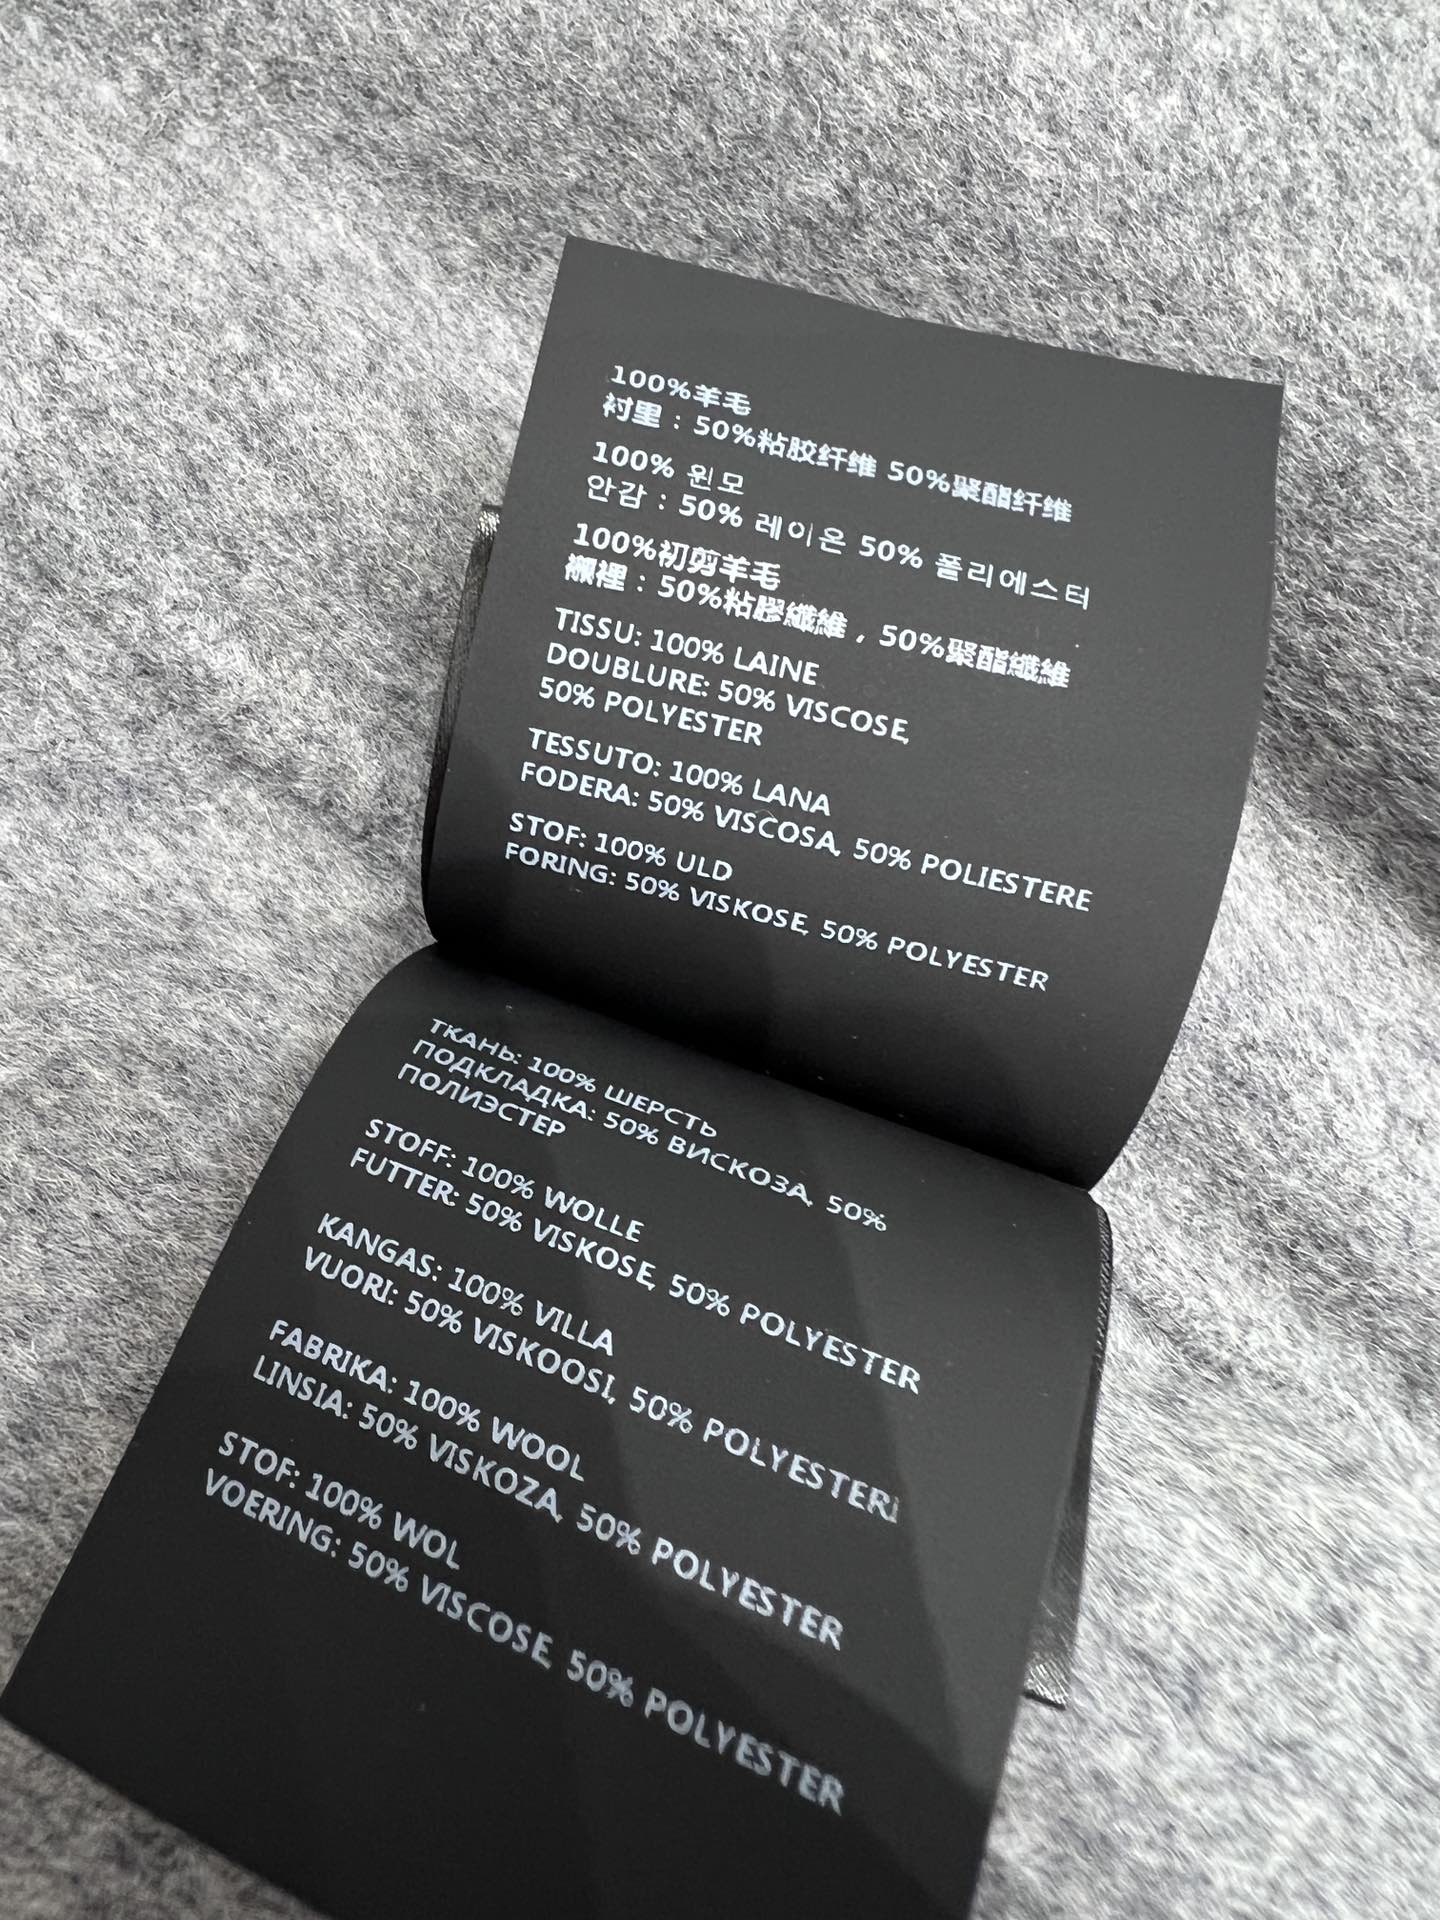 100%羊毛
衬里：50%粘胶纤维 50%聚酯纤维
100% 원모
안감：50% 레이온 50% 폴리에스터
100%初剪羊毛
襯裡：50%粘膠纖維，50%聚酯纖維
TISSU: 100% LAINE
DOUBLURE: 50% VISCOSE,
50% POLYESTER
TESSUTO: 100% LANA
FODERA: 50% VISCOSA, 50% POLIESTERE
STOF: 100% ULD
FORING: 50% VISKOSE, 50% POLYESTER
ТКАНЬ: 100% ШЕРСТЬ
ПОДКЛАДКА: 50% ВИСКОЗА, 50%
ПОЛИЭСТЕР
STOFF: 100% WOLLE
FUTTER: 50% VISKOSE, 50% POLYESTER
KANGAS: 100% VILLA
VUORI: 50% VISKOOSI, 50% POLYESTERi
FABRIKA: 100% WOOL
LINSIA: 50% VISKOZA, 50% POLYESTER
STOF: 100% WOL
VOERING: 50% VISCOSE, 50% POLYESTER